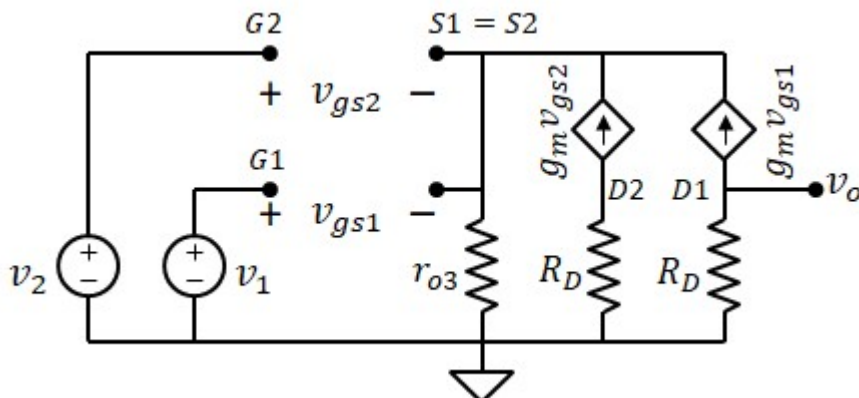 G2
S1 = S2
+ v_gs2 −
g_m v_gs2
g_m v_gs1
G1
+ v_gs1 −
D2
D1
v_o
v_2
+
−
+
−
v_1
r_o3
R_D
R_D